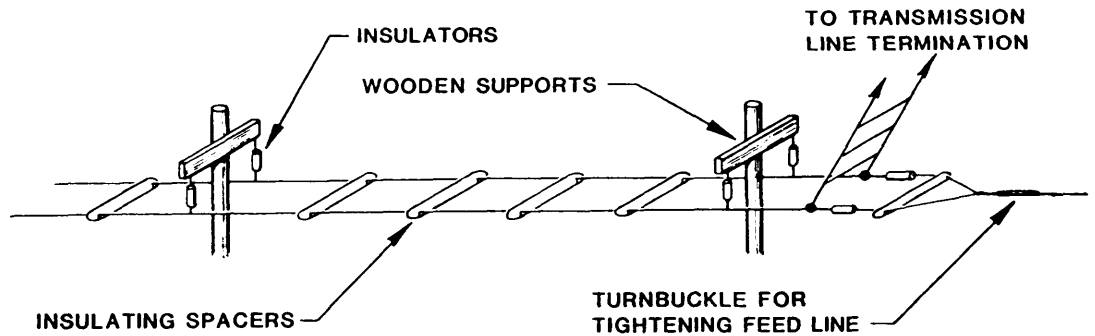 INSULATORS
TO TRANSMISSION
LINE TERMINATION
WOODEN SUPPORTS
INSULATING SPACERS
TURNBUCKLE FOR
TIGHTENING FEED LINE